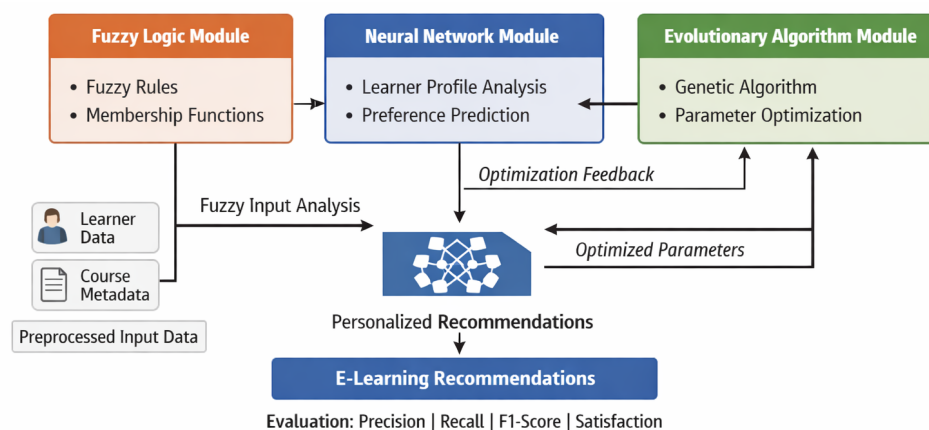 Fuzzy Logic Module
• Fuzzy Rules
• Membership Functions
Neural Network Module
• Learner Profile Analysis
• Preference Prediction
Evolutionary Algorithm Module
• Genetic Algorithm
• Parameter Optimization
Optimization Feedback
Fuzzy Input Analysis
Learner
Data
Course
Metadata
Preprocessed Input Data
Optimized Parameters
Personalized Recommendations
E-Learning Recommendations
Evaluation: Precision | Recall | F1-Score | Satisfaction